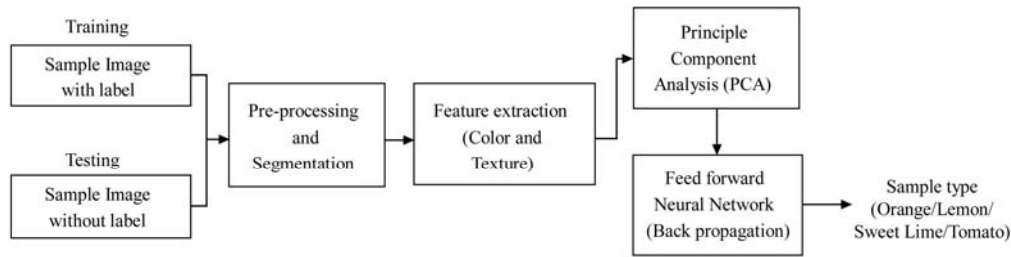 Training
Sample Image
with label
Testing
Sample Image
without label
Pre-processing
and
Segmentation
Feature extraction
(Color and
Texture)
Principle
Component
Analysis (PCA)
Feed forward
Neural Network
(Back propagation)
Sample type
(Orange/Lemon/
Sweet Lime/Tomato)